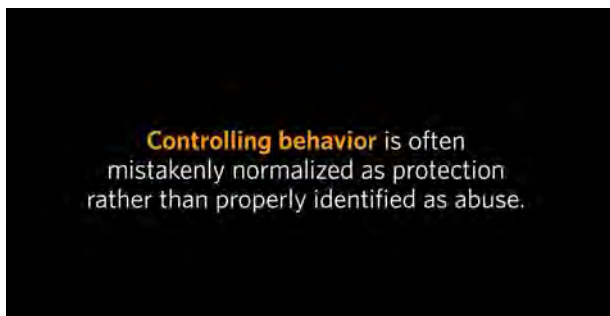 Controlling behavior is often
mistakenly normalized as protection
rather than properly identified as abuse.